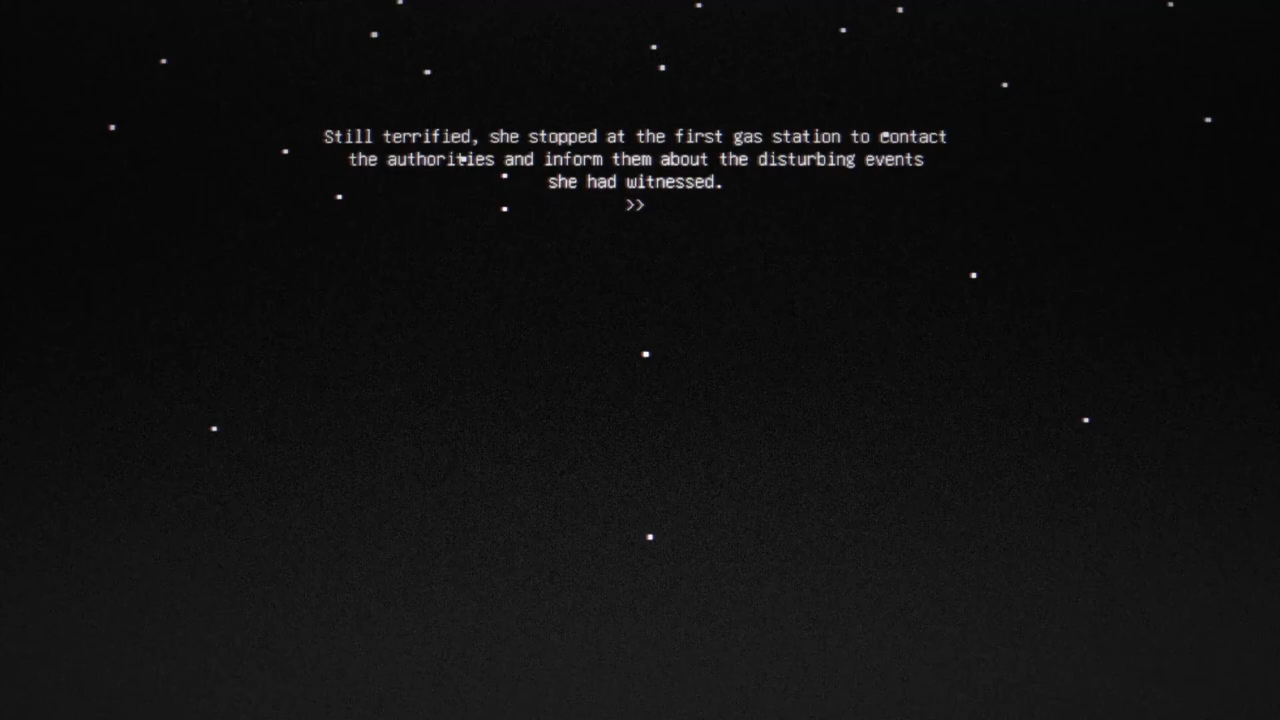 Still terrified, she stopped at the first gas station to contact
the authorities and inform them about the disturbing events
she had witnessed.
>>